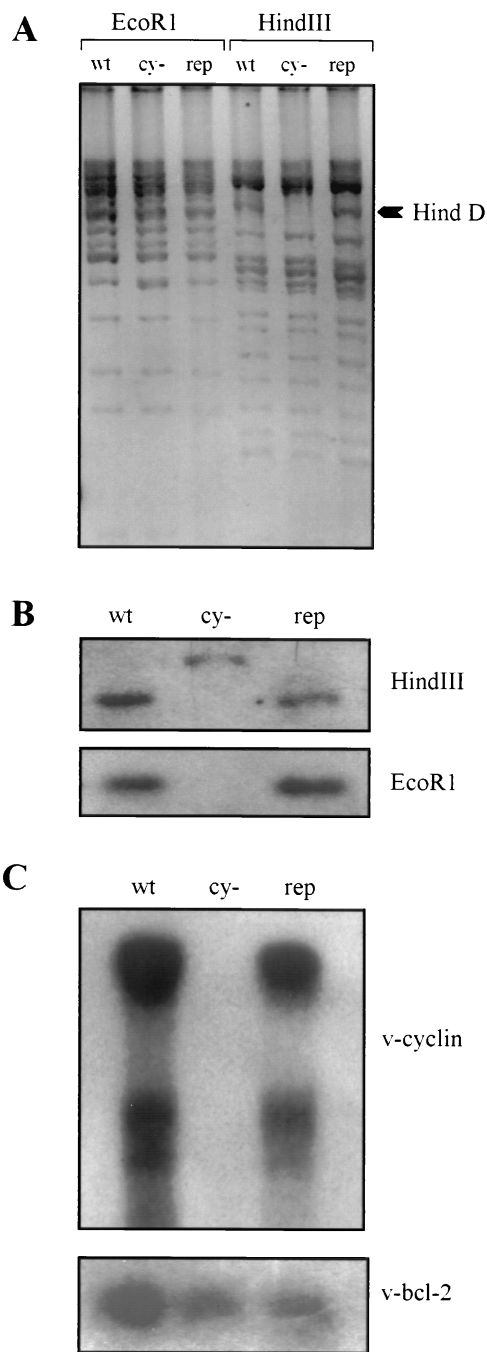 A
EcoR1 HindIII
wt cy- rep wt cy- rep
Hind D
B
wt cy- rep
HindIII
EcoR1
C
wt cy- rep
v-cyclin
v-bcl-2